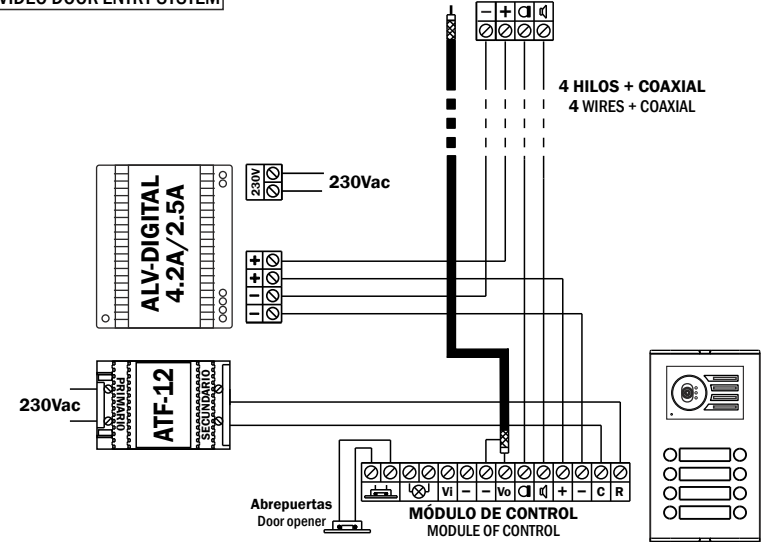 VIDEO DOOR ENTRY SYSTEM
− +
4 HILOS + COAXIAL
4 WIRES + COAXIAL
ALV-DIGITAL
4.2A/2.5A
230V
230Vac
+
+
−
−
230Vac
PRIMARIO
ATF-12
SECUNDARIO
Vi − − Vo + − C R
Abrepuertas
Door opener
MÓDULO DE CONTROL
MODULE OF CONTROL